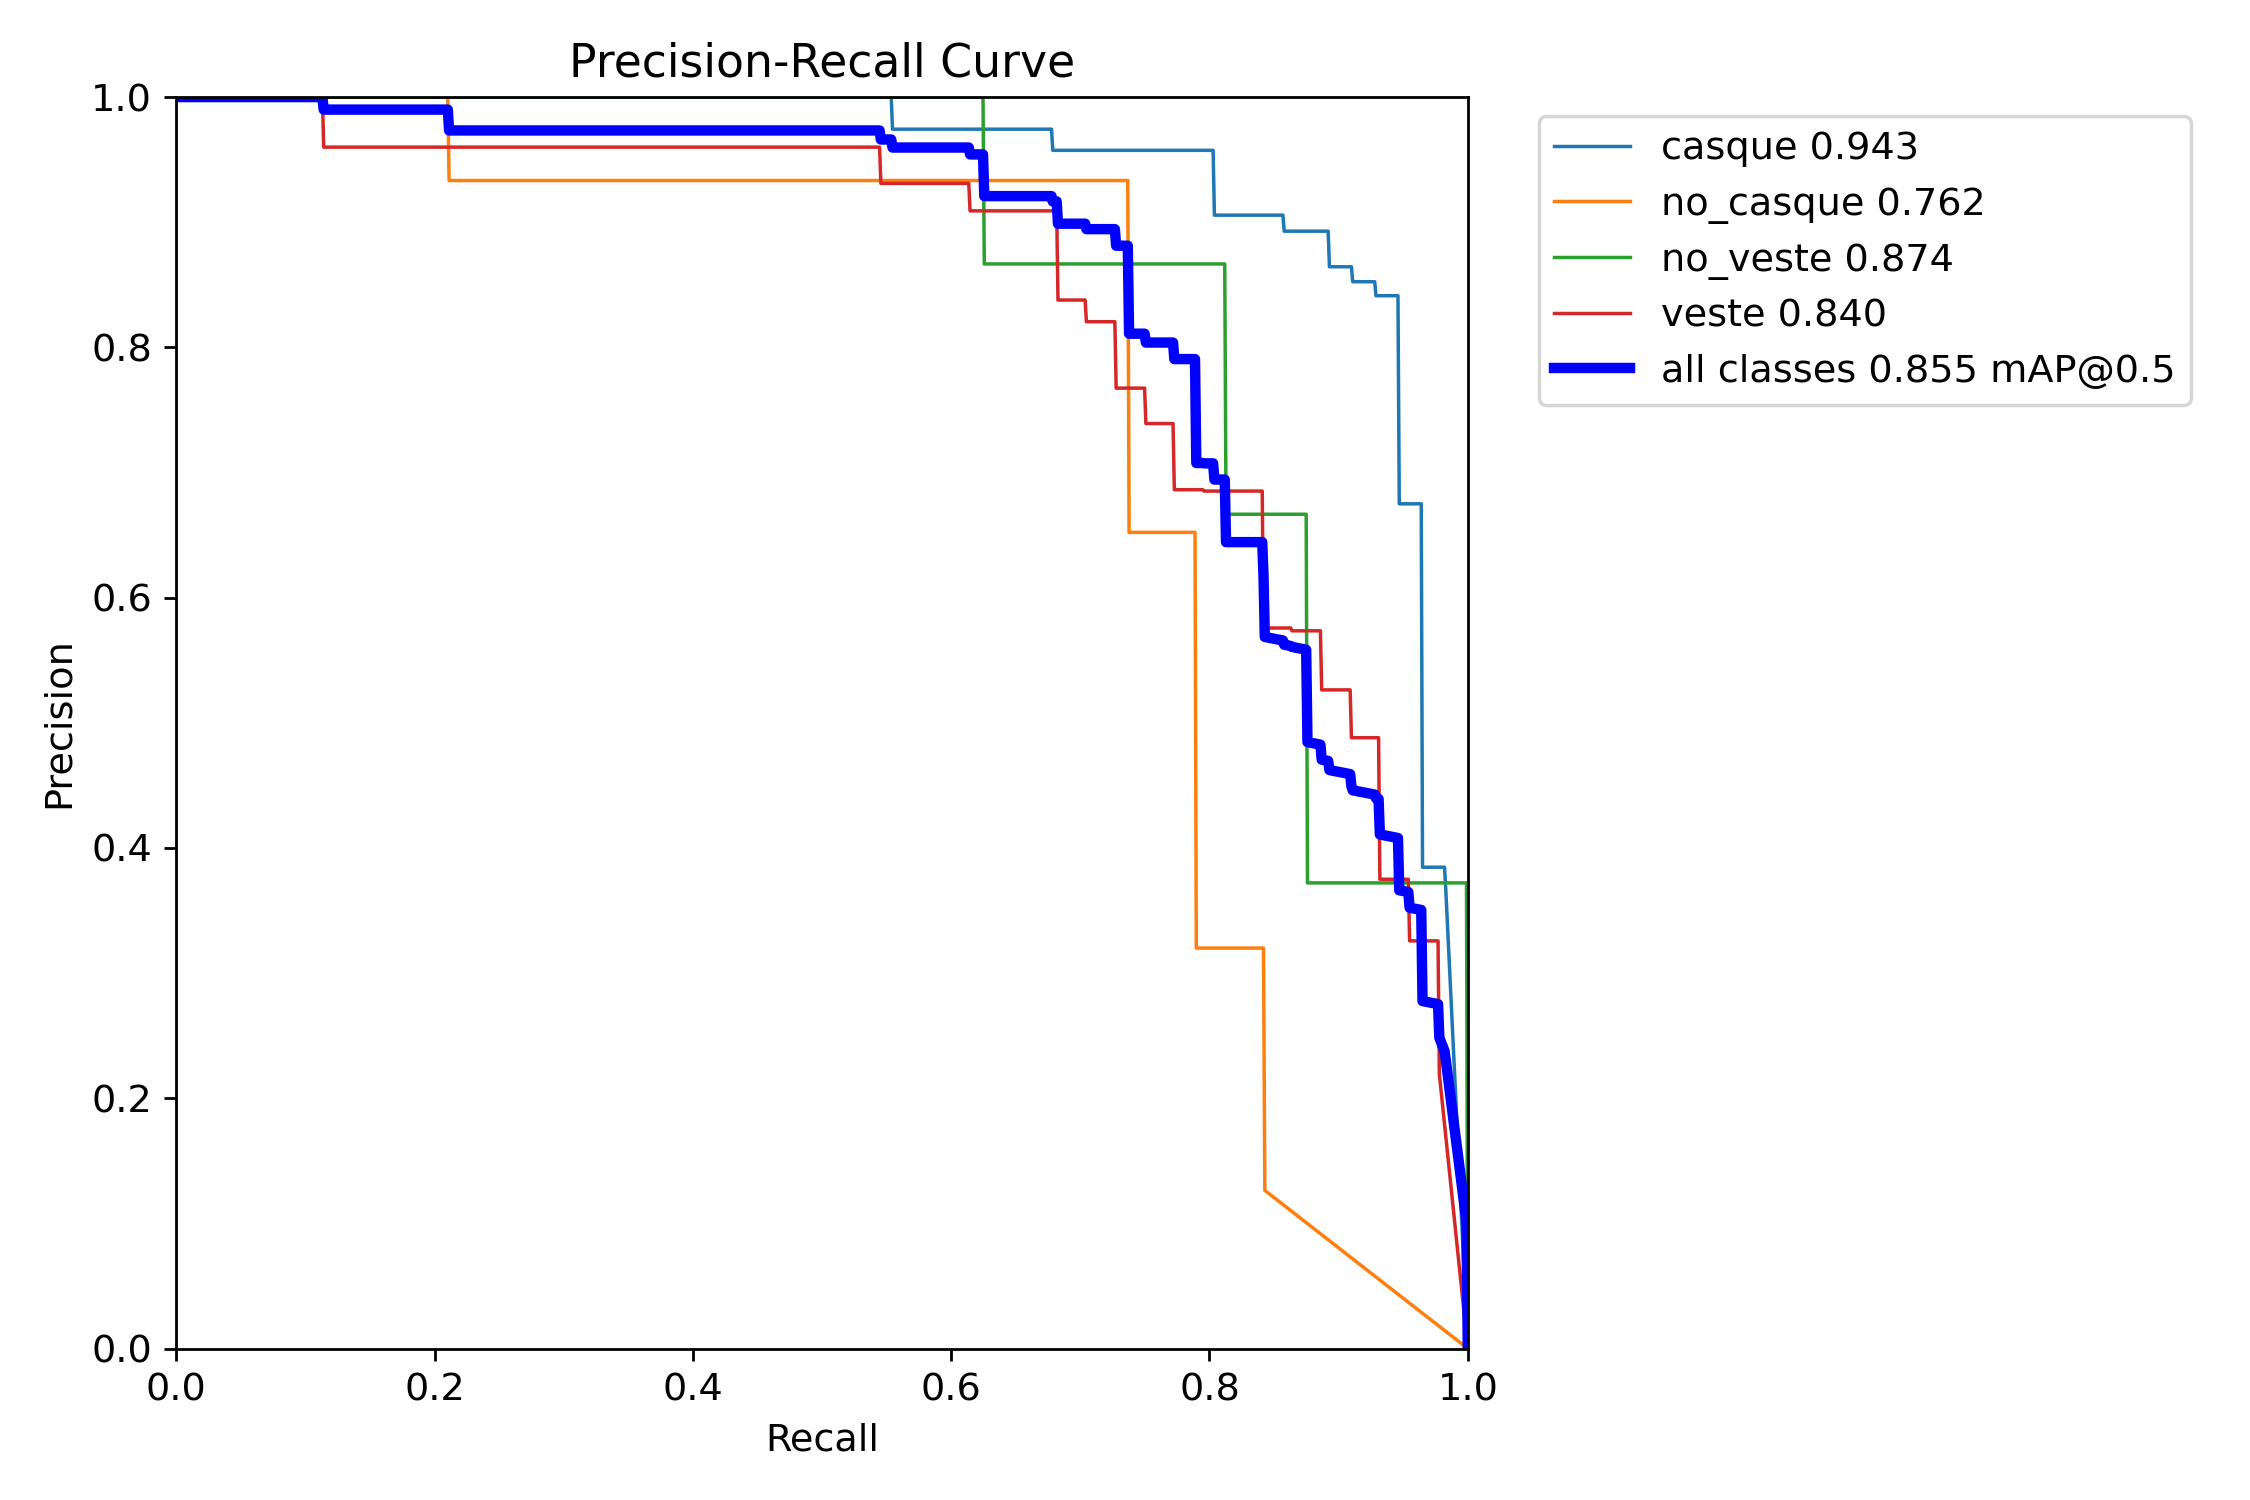 Precision-Recall Curve
1.0
0.8
0.6
0.4
0.2
0.0
Precision
0.0 0.2 0.4 0.6 0.8 1.0
Recall
casque 0.943
no_casque 0.762
no_veste 0.874
veste 0.840
all classes 0.855 mAP@0.5